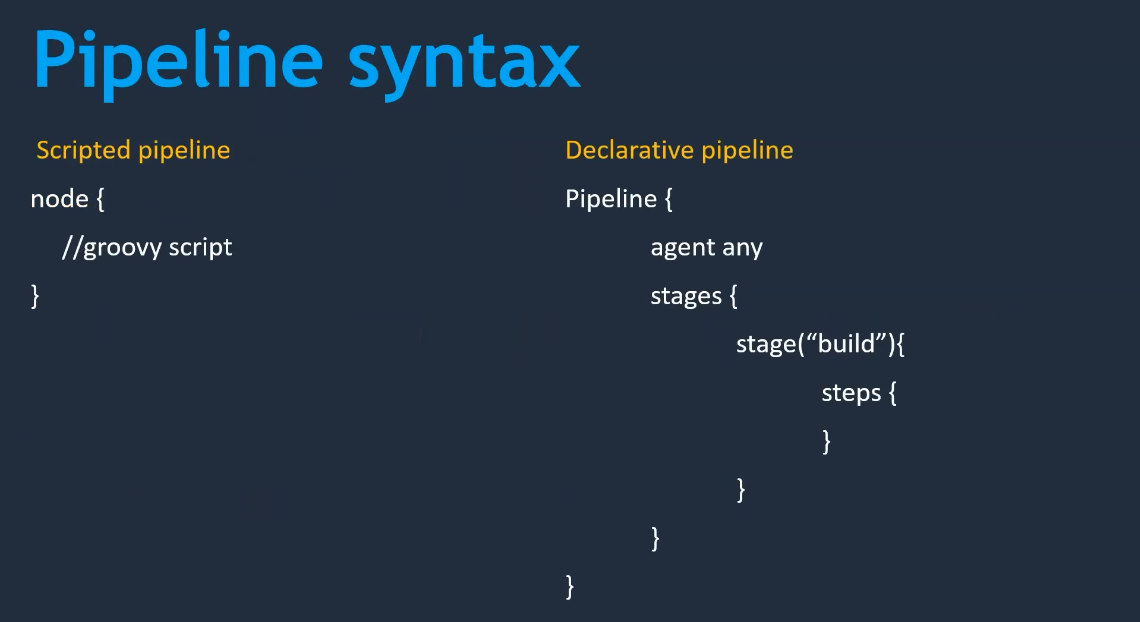 Pipeline syntax
Scripted pipeline
node {
//groovy script
}
Declarative pipeline
Pipeline {
agent any
stages {
stage(“build”){
steps {
}
}
}
}